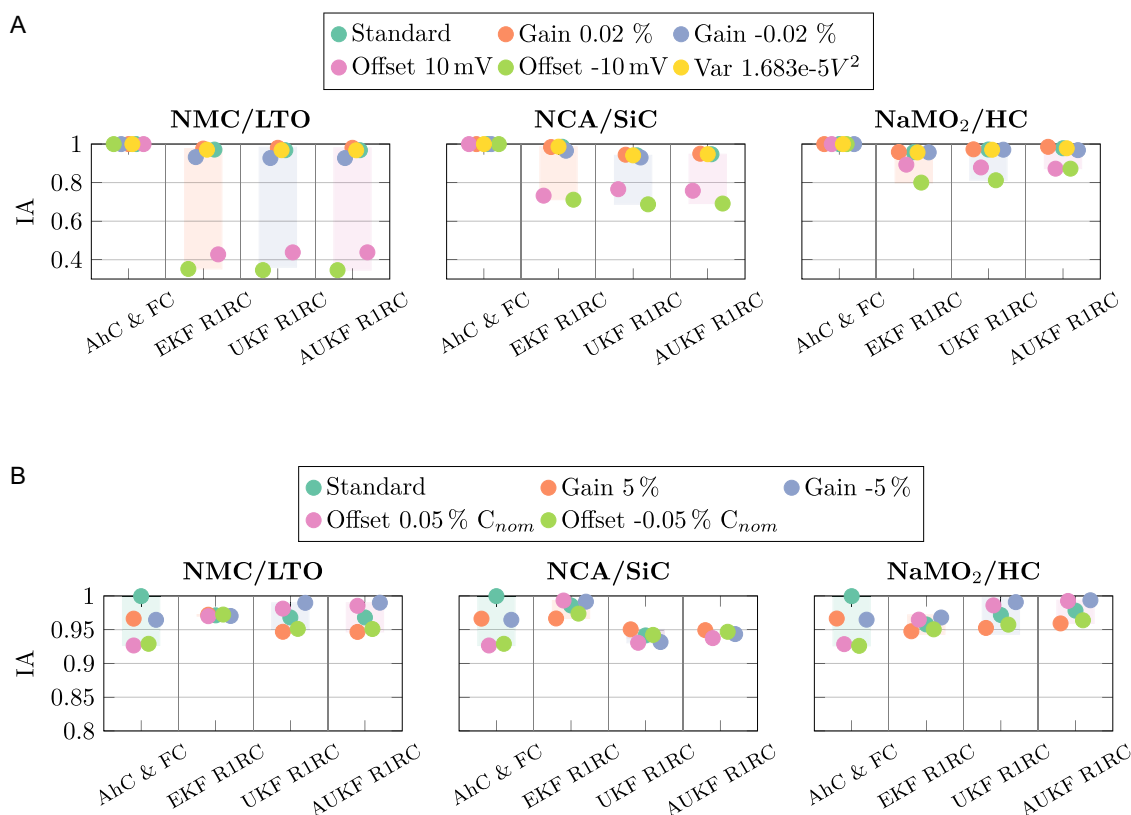 A
Standard Gain 0.02 % Gain -0.02 %
Offset 10 mV Offset -10 mV Var 1.683e-5V²
NMC/LTO NCA/SiC NaMO₂/HC
1
0.8
0.6
0.4
IA
AhC & FC EKF R1RC UKF R1RC AUKF R1RC AhC & FC EKF R1RC UKF R1RC AUKF R1RC AhC & FC EKF R1RC UKF R1RC AUKF R1RC
B
Standard Gain 5 % Gain -5 %
Offset 0.05 % Cnom Offset -0.05 % Cnom
NMC/LTO NCA/SiC NaMO₂/HC
1
0.95
0.9
0.85
0.8
IA
AhC & FC EKF R1RC UKF R1RC AUKF R1RC AhC & FC EKF R1RC UKF R1RC AUKF R1RC AhC & FC EKF R1RC UKF R1RC AUKF R1RC